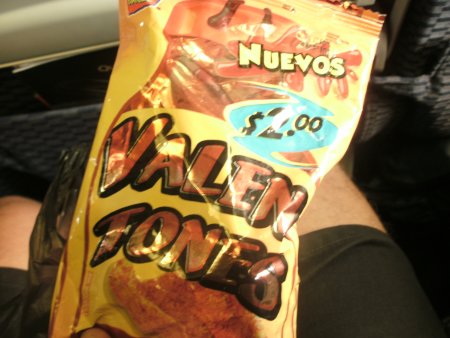 NUEVOS
$2.00
VALEN
TONES